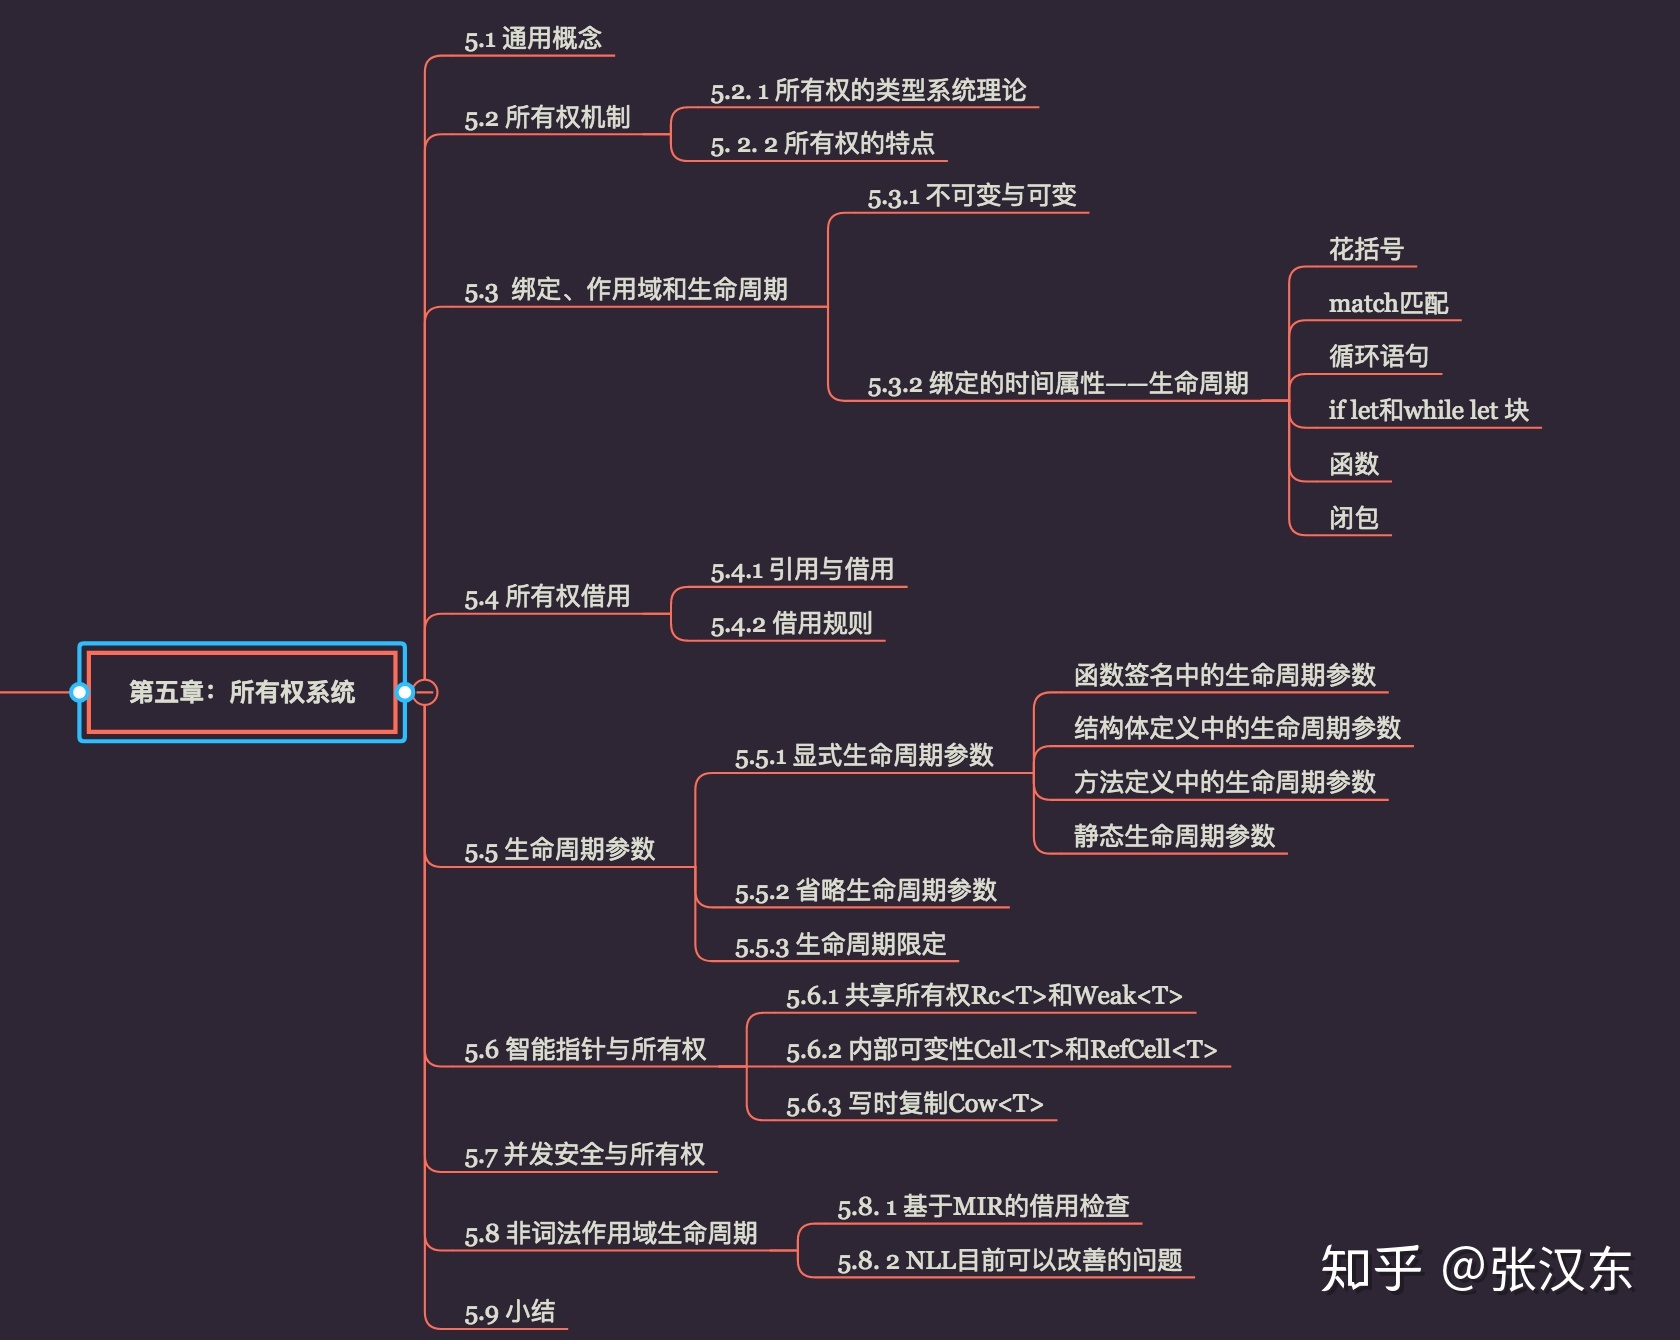 第五章：所有权系统
5.1 通用概念
5.2 所有权机制
5.2. 1 所有权的类型系统理论
5. 2. 2 所有权的特点
5.3 绑定、作用域和生命周期
5.3.1 不可变与可变
5.3.2 绑定的时间属性——生命周期
花括号
match匹配
循环语句
if let和while let 块
函数
闭包
5.4 所有权借用
5.4.1 引用与借用
5.4.2 借用规则
5.5 生命周期参数
5.5.1 显式生命周期参数
函数签名中的生命周期参数
结构体定义中的生命周期参数
方法定义中的生命周期参数
静态生命周期参数
5.5.2 省略生命周期参数
5.5.3 生命周期限定
5.6 智能指针与所有权
5.6.1 共享所有权Rc<T>和Weak<T>
5.6.2 内部可变性Cell<T>和RefCell<T>
5.6.3 写时复制Cow<T>
5.7 并发安全与所有权
5.8 非词法作用域生命周期
5.8. 1 基于MIR的借用检查
5.8. 2 NLL目前可以改善的问题
5.9 小结
知乎 @张汉东